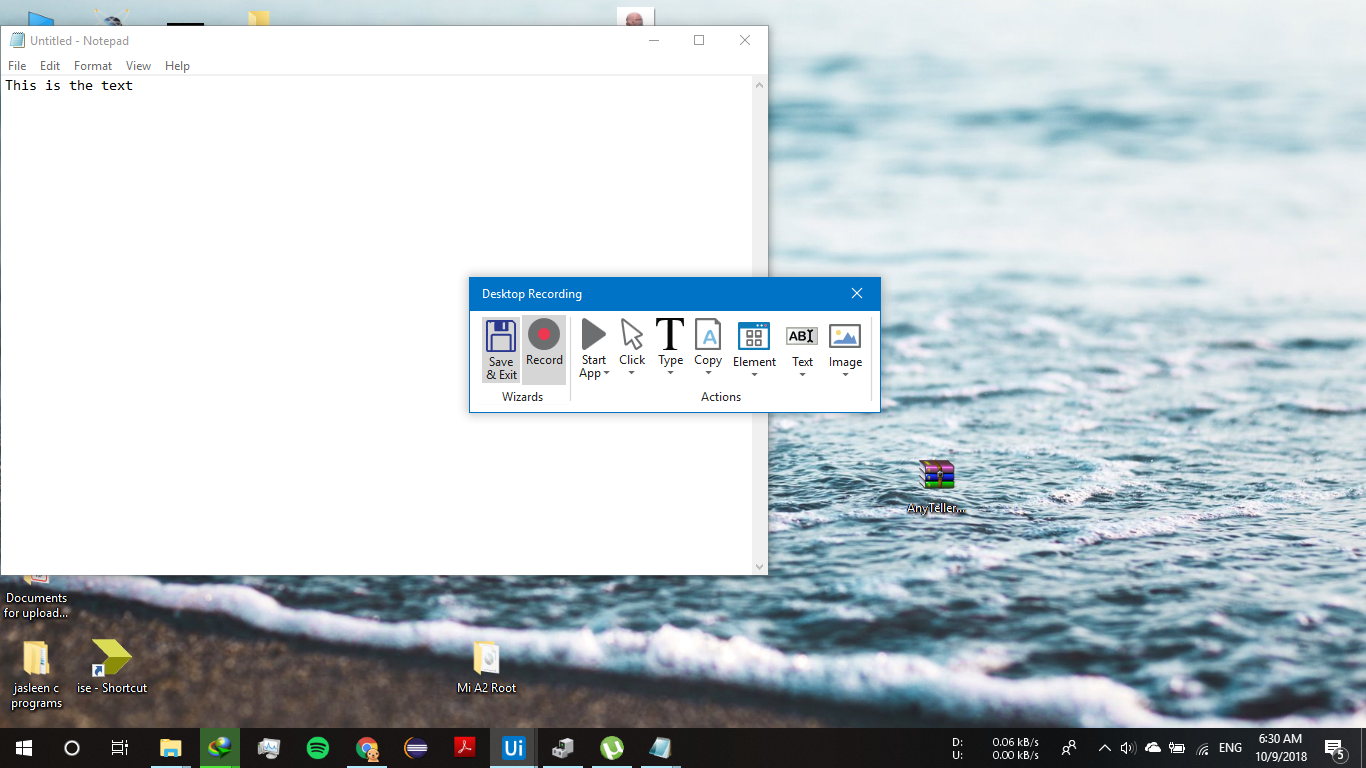 Untitled - Notepad
File Edit Format View Help
This is the text
Desktop Recording
Save & Exit
Record
Start App
Click
Type
Copy
Element
Text
Image
Wizards
Actions
A
ABI
AnyTeller...
Documents
for upload...
jasleen c
programs
ise - Shortcut
Mi A2 Root
Ui
D: 0.06 kB/s
U: 0.00 kB/s
ENG
6:30 AM
10/9/2018
5